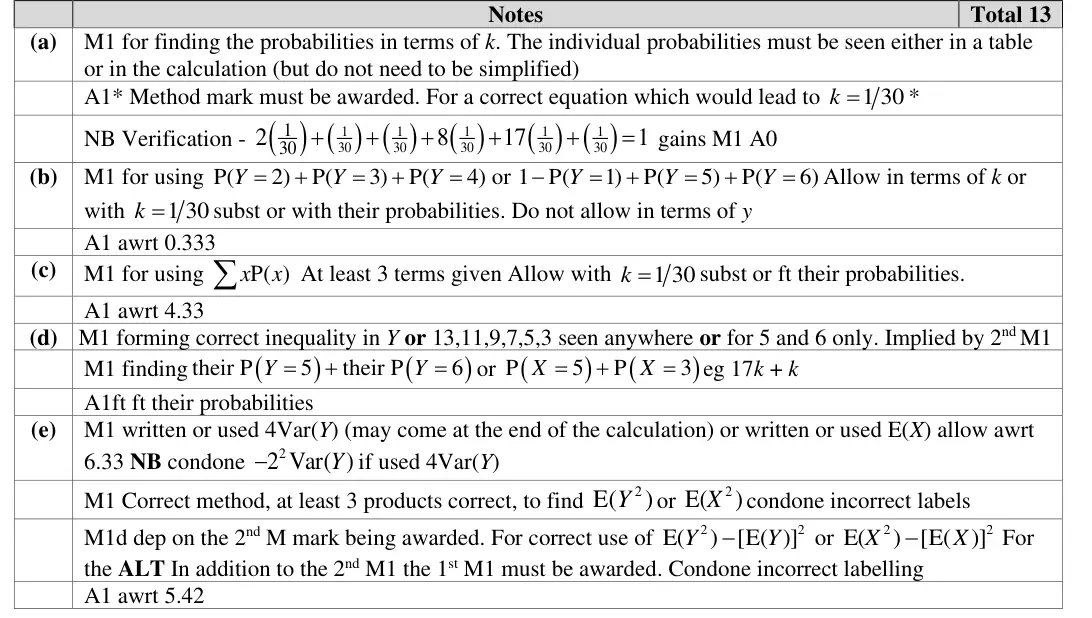 Notes Total 13
(a) M1 for finding the probabilities in terms of k. The individual probabilities must be seen either in a table
or in the calculation (but do not need to be simplified)
A1* Method mark must be awarded. For a correct equation which would lead to k = 1/30 *
NB Verification - 2(1/30)+(1/30)+(1/30)+8(1/30)+17(1/30)+(1/30)=1 gains M1 A0
(b) M1 for using P(Y = 2) + P(Y = 3) + P(Y = 4) or 1 − P(Y = 1) + P(Y = 5) + P(Y = 6) Allow in terms of k or
with k = 1/30 subst or with their probabilities. Do not allow in terms of y
A1 awrt 0.333
(c) M1 for using ∑xP(x) At least 3 terms given Allow with k = 1/30 subst or ft their probabilities.
A1 awrt 4.33
(d) M1 forming correct inequality in Y or 13,11,9,7,5,3 seen anywhere or for 5 and 6 only. Implied by 2nd M1
M1 finding their P(Y = 5) + their P(Y = 6) or P(X = 5) + P(X = 3) eg 17k + k
A1ft ft their probabilities
(e) M1 written or used 4Var(Y) (may come at the end of the calculation) or written or used E(X) allow awrt
6.33 NB condone −2² Var(Y) if used 4Var(Y)
M1 Correct method, at least 3 products correct, to find E(Y²) or E(X²) condone incorrect labels
M1d dep on the 2nd M mark being awarded. For correct use of E(Y²) − [E(Y)]² or E(X²) − [E(X)]² For
the ALT In addition to the 2nd M1 the 1st M1 must be awarded. Condone incorrect labelling
A1 awrt 5.42